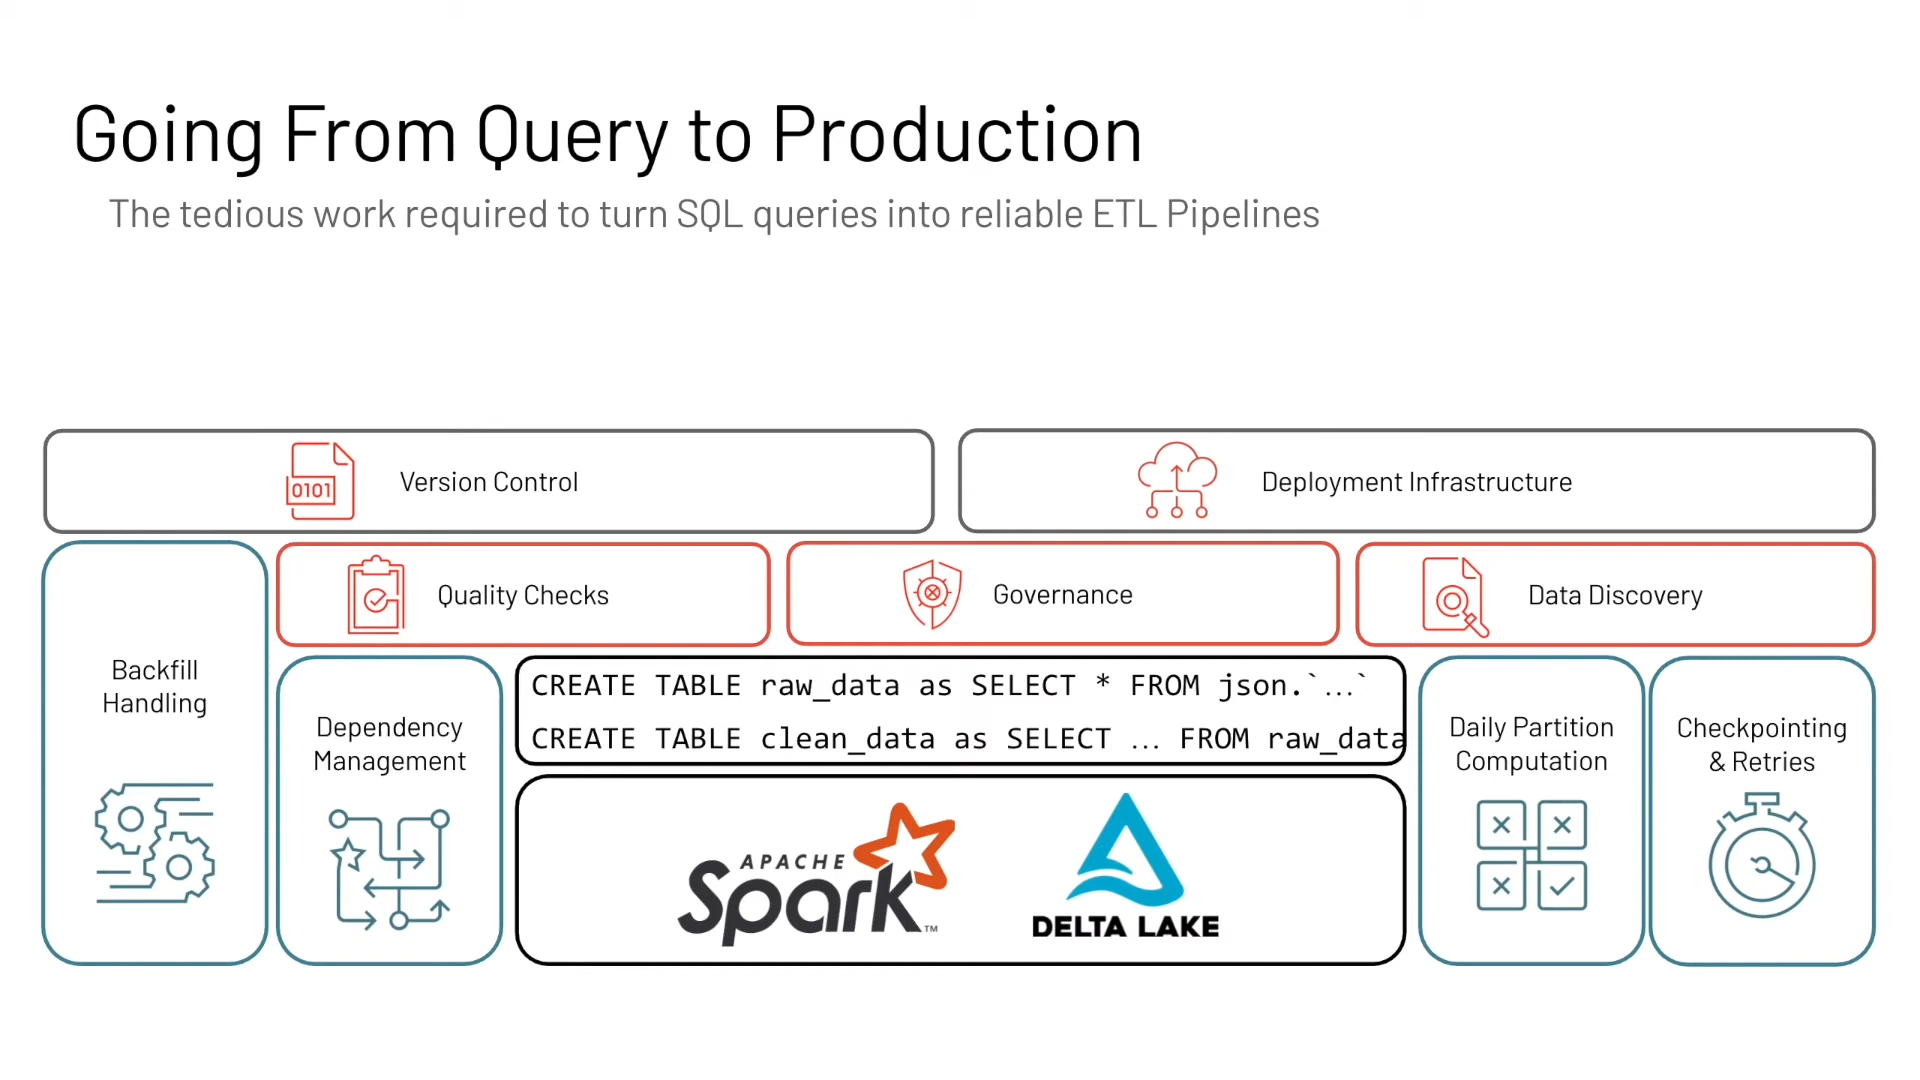 Going From Query to Production
The tedious work required to turn SQL queries into reliable ETL Pipelines
0101
Version Control
Deployment Infrastructure
Quality Checks
Governance
Data Discovery
Backfill
Handling
Dependency
Management
CREATE TABLE raw_data as SELECT * FROM json.`...`
CREATE TABLE clean_data as SELECT ... FROM raw_data
Daily Partition
Computation
Checkpointing
& Retries
APACHE
Spark™
DELTA LAKE